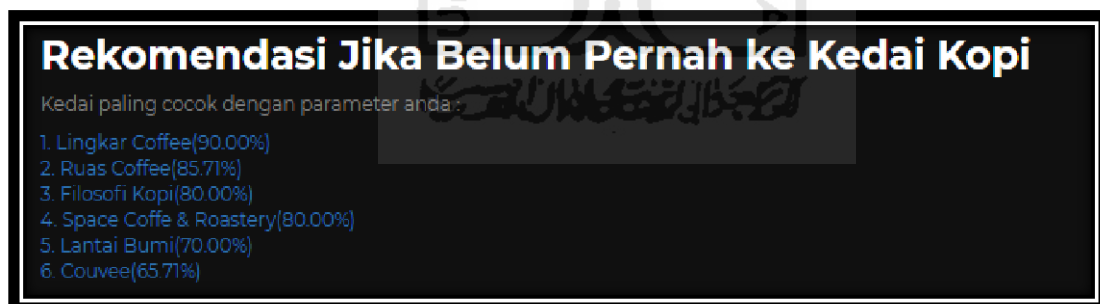 Rekomendasi Jika Belum Pernah ke Kedai Kopi
Kedai paling cocok dengan parameter anda :
1. Lingkar Coffee(90.00%)
2. Ruas Coffee(85.71%)
3. Filosofi Kopi(80.00%)
4. Space Coffe & Roastery(80.00%)
5. Lantai Bumi(70.00%)
6. Couvee(65.71%)